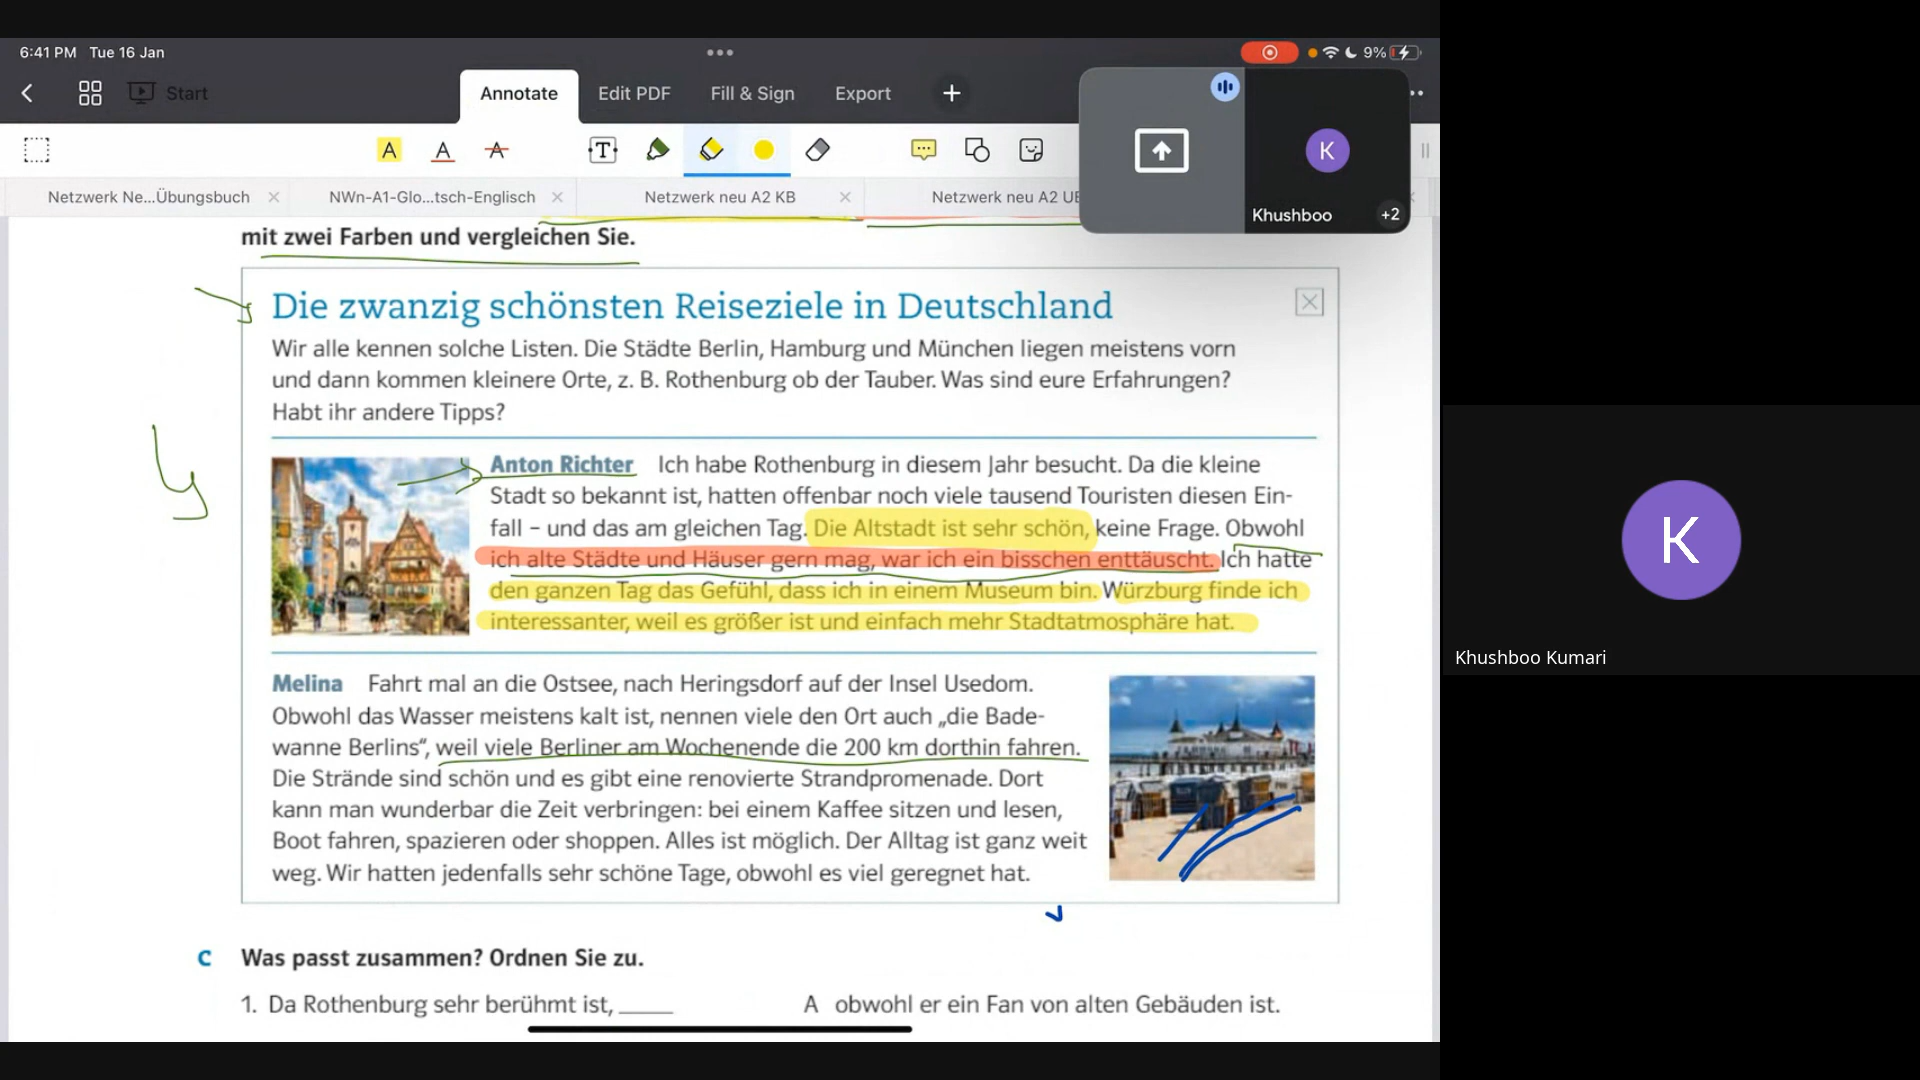 6:41 PM Tue 16 Jan
9%
Start
Annotate
Edit PDF
Fill & Sign
Export
A A A T
Netzwerk Ne...Übungsbuch
NWn-A1-Glo...tsch-Englisch
Netzwerk neu A2 KB
Netzwerk neu A2 UE
K
Khushboo
+2
mit zwei Farben und vergleichen Sie.
Die zwanzig schönsten Reiseziele in Deutschland
Wir alle kennen solche Listen. Die Städte Berlin, Hamburg und München liegen meistens vorn
und dann kommen kleinere Orte, z. B. Rothenburg ob der Tauber. Was sind eure Erfahrungen?
Habt ihr andere Tipps?
Anton Richter Ich habe Rothenburg in diesem Jahr besucht. Da die kleine
Stadt so bekannt ist, hatten offenbar noch viele tausend Touristen diesen Ein-
fall – und das am gleichen Tag. Die Altstadt ist sehr schön, keine Frage. Obwohl
ich alte Städte und Häuser gern mag, war ich ein bisschen enttäuscht. Ich hatte
den ganzen Tag das Gefühl, dass ich in einem Museum bin. Würzburg finde ich
interessanter, weil es größer ist und einfach mehr Stadtatmosphäre hat.
Melina Fahrt mal an die Ostsee, nach Heringsdorf auf der Insel Usedom.
Obwohl das Wasser meistens kalt ist, nennen viele den Ort auch „die Bade-
wanne Berlins“, weil viele Berliner am Wochenende die 200 km dorthin fahren.
Die Strände sind schön und es gibt eine renovierte Strandpromenade. Dort
kann man wunderbar die Zeit verbringen: bei einem Kaffee sitzen und lesen,
Boot fahren, spazieren oder shoppen. Alles ist möglich. Der Alltag ist ganz weit
weg. Wir hatten jedenfalls sehr schöne Tage, obwohl es viel geregnet hat.
C Was passt zusammen? Ordnen Sie zu.
1. Da Rothenburg sehr berühmt ist, ____ A obwohl er ein Fan von alten Gebäuden ist.
K
Khushboo Kumari